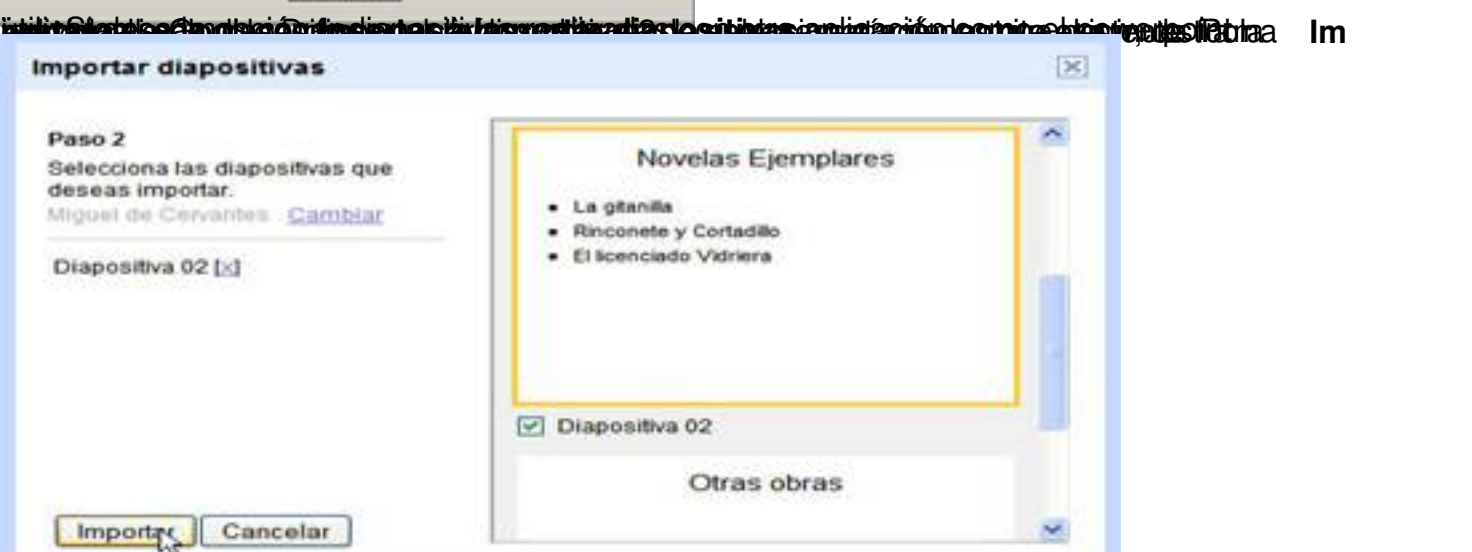 Im
Importar diapositivas
Paso 2
Selecciona las diapositivas que
deseas importar.
Miguel de Cervantes Cambiar
Diapositiva 02 [x]
Importar Cancelar
Novelas Ejemplares
• La gitanilla
• Rinconete y Cortadillo
• El licenciado Vidriera
Diapositiva 02
Otras obras